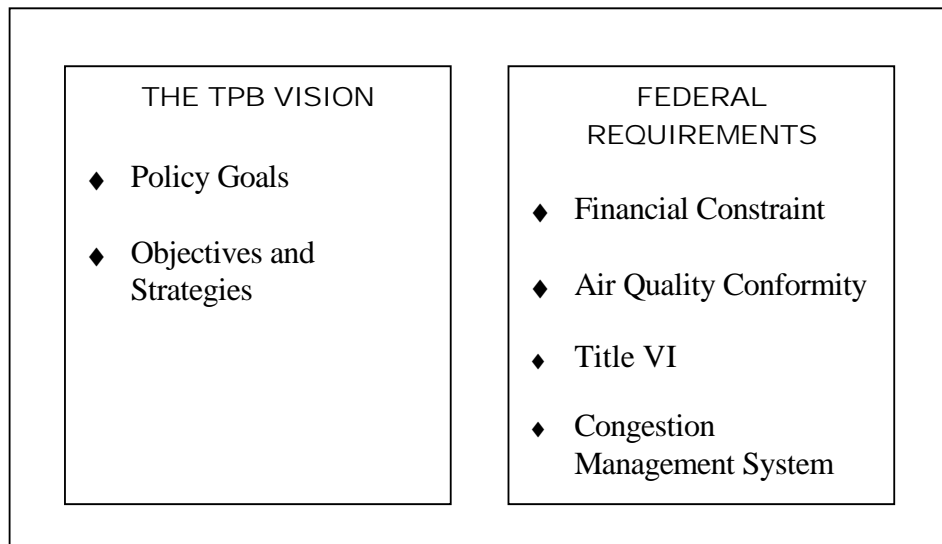 THE TPB VISION
♦ Policy Goals
♦ Objectives and
Strategies
FEDERAL
REQUIREMENTS
♦ Financial Constraint
♦ Air Quality Conformity
♦ Title VI
♦ Congestion
Management System